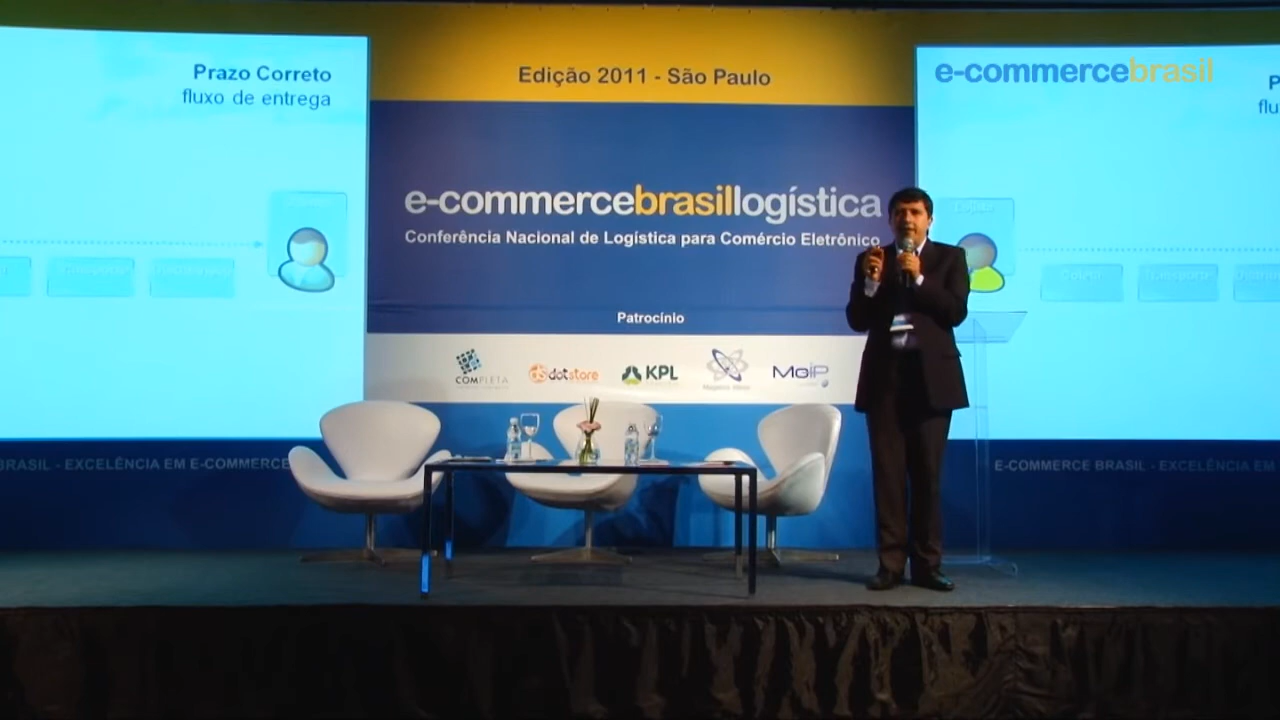 Prazo Correto
fluxo de entrega
Edição 2011 - São Paulo
e-commercebrasil
P
flu
e-commercebrasillogística
Conferência Nacional de Logística para Comércio Eletrônico
Patrocínio
COMPLETA
dotstore
KPL
MoIP
BRASIL - EXCELÊNCIA EM E-COMMERCE
E-COMMERCE BRASIL - EXCELÊNCIA EM